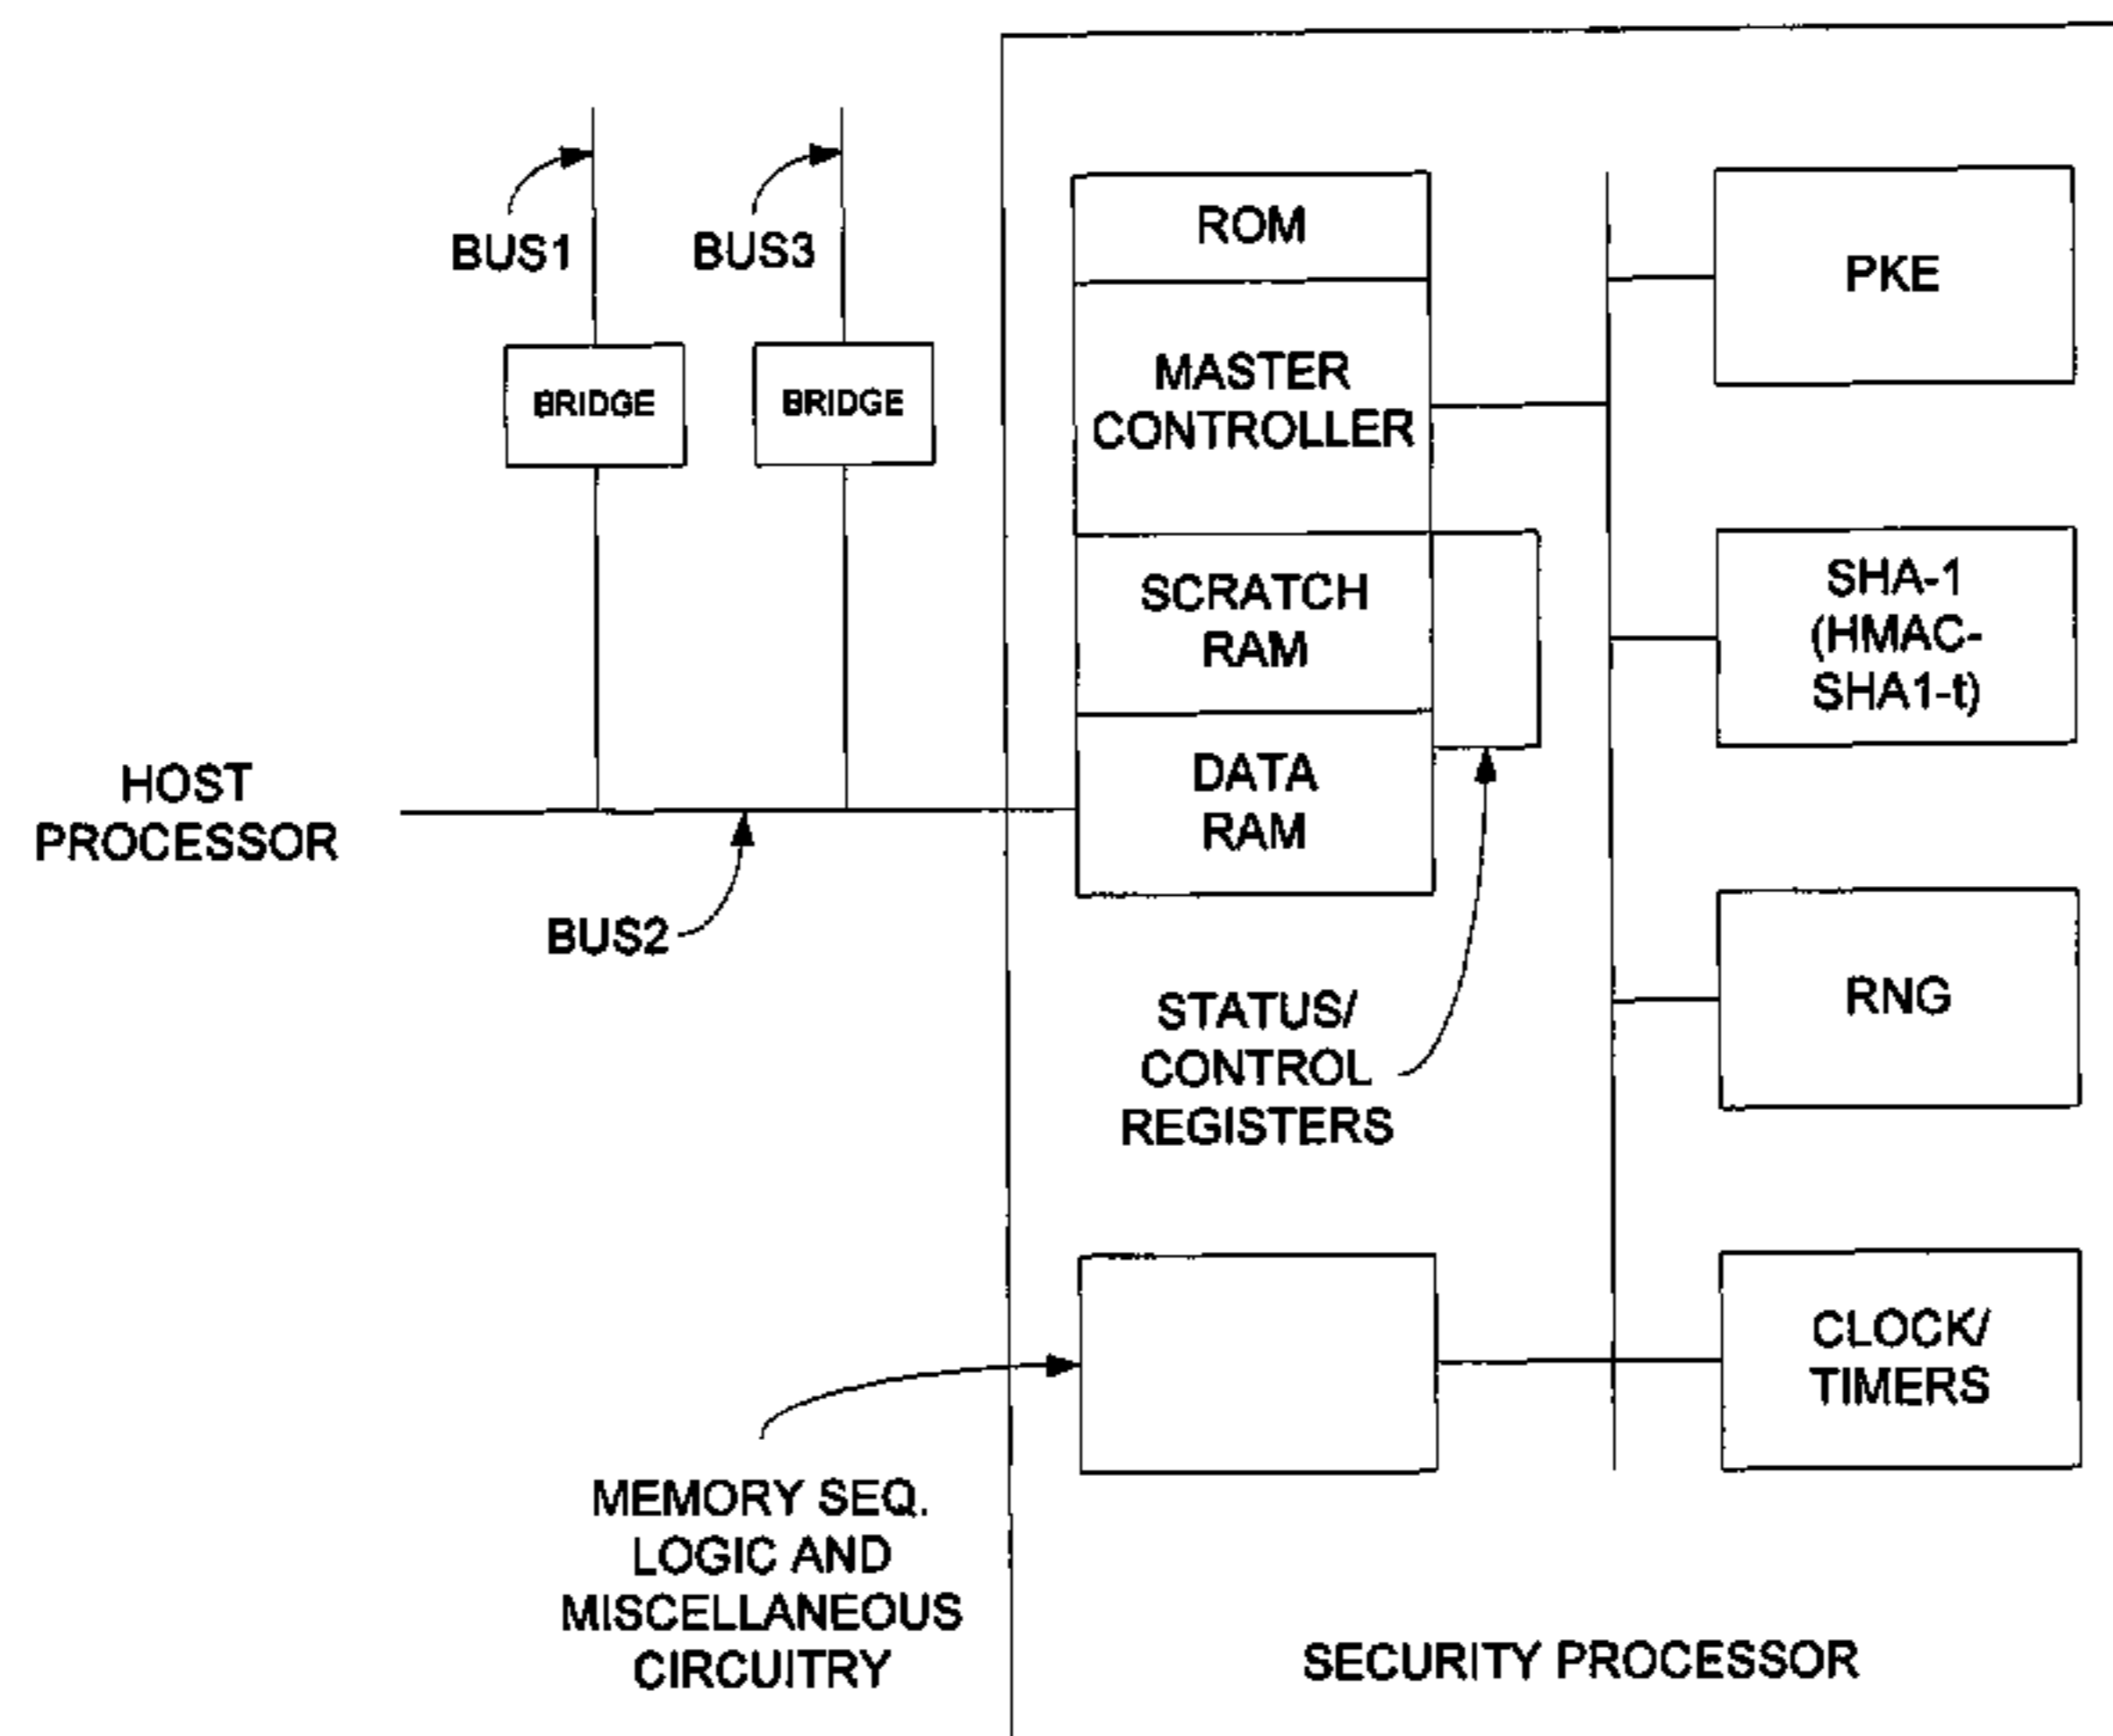 BUS1
BUS3
BRIDGE
BRIDGE
HOST
PROCESSOR
BUS2
ROM
MASTER
CONTROLLER
SCRATCH
RAM
DATA
RAM
STATUS/
CONTROL
REGISTERS
PKE
SHA-1
(HMAC-
SHA1-t)
RNG
CLOCK/
TIMERS
MEMORY SEQ.
LOGIC AND
MISCELLANEOUS
CIRCUITRY
SECURITY PROCESSOR